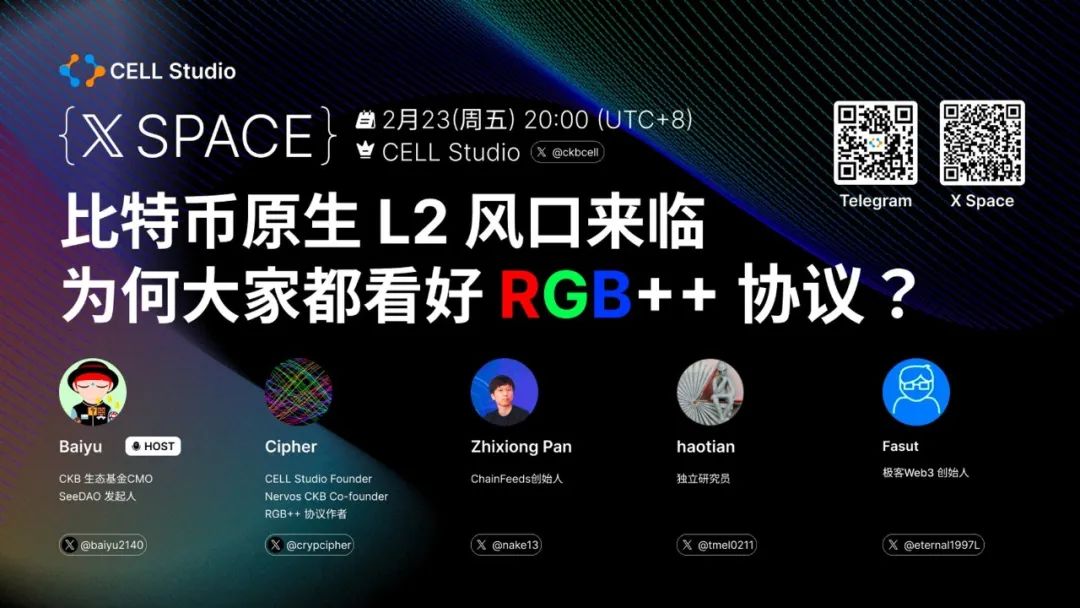 CELL Studio
{ X SPACE }
2月23(周五) 20:00 (UTC+8)
CELL Studio X @ckbcell
Telegram
X Space
比特币原生 L2 风口来临
为何大家都看好 RGB++ 协议？
Baiyu HOST
CKB 生态基金CMO
SeeDAO 发起人
X @baiyu2140
Cipher
CELL Studio Founder
Nervos CKB Co-founder
RGB++ 协议作者
X @crypcipher
Zhixiong Pan
ChainFeeds创始人
X @nake13
haotian
独立研究员
X @tmel0211
Fasut
极客Web3 创始人
X @eternal1997L